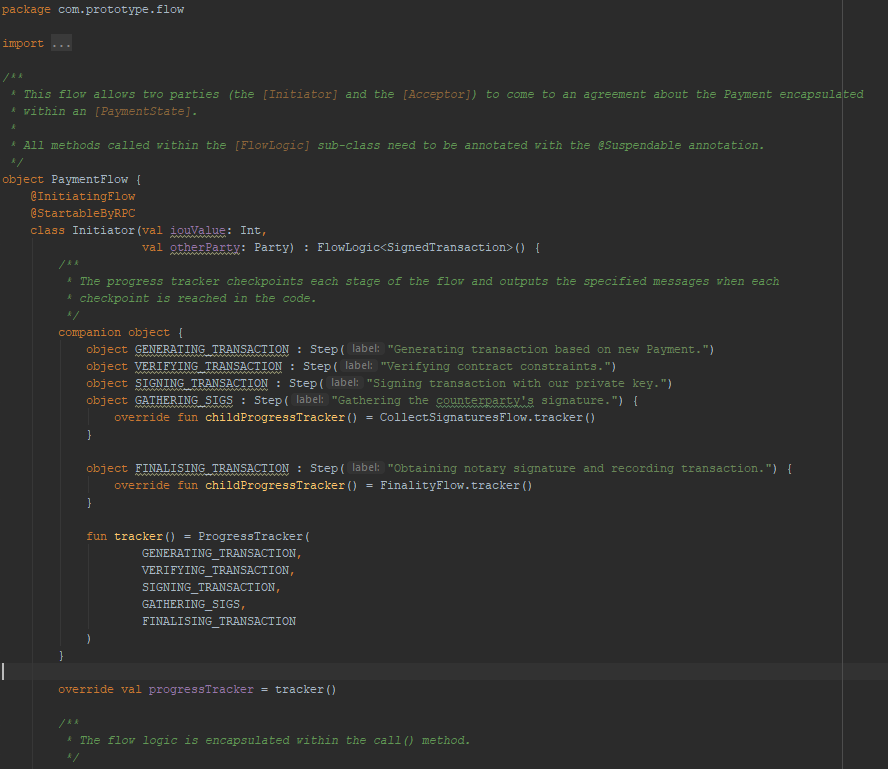 package com.prototype.flow
import ...
/**
 * This flow allows two parties (the [Initiator] and the [Acceptor]) to come to an agreement about the Payment encapsulated
 * within an [PaymentState].
 *
 * All methods called within the [FlowLogic] sub-class need to be annotated with the @Suspendable annotation.
 */
object PaymentFlow {
    @InitiatingFlow
    @StartableByRPC
    class Initiator(val iouValue: Int,
                    val otherParty: Party) : FlowLogic<SignedTransaction>() {
        /**
         * The progress tracker checkpoints each stage of the flow and outputs the specified messages when each
         * checkpoint is reached in the code.
         */
        companion object {
            object GENERATING_TRANSACTION : Step( label: "Generating transaction based on new Payment.")
            object VERIFYING_TRANSACTION : Step( label: "Verifying contract constraints.")
            object SIGNING_TRANSACTION : Step( label: "Signing transaction with our private key.")
            object GATHERING_SIGS : Step( label: "Gathering the counterparty's signature.") {
                override fun childProgressTracker() = CollectSignaturesFlow.tracker()
            }
            object FINALISING_TRANSACTION : Step( label: "Obtaining notary signature and recording transaction.") {
                override fun childProgressTracker() = FinalityFlow.tracker()
            }
            fun tracker() = ProgressTracker(
                    GENERATING_TRANSACTION,
                    VERIFYING_TRANSACTION,
                    SIGNING_TRANSACTION,
                    GATHERING_SIGS,
                    FINALISING_TRANSACTION
            )
        }
        override val progressTracker = tracker()
        /**
         * The flow logic is encapsulated within the call() method.
         */